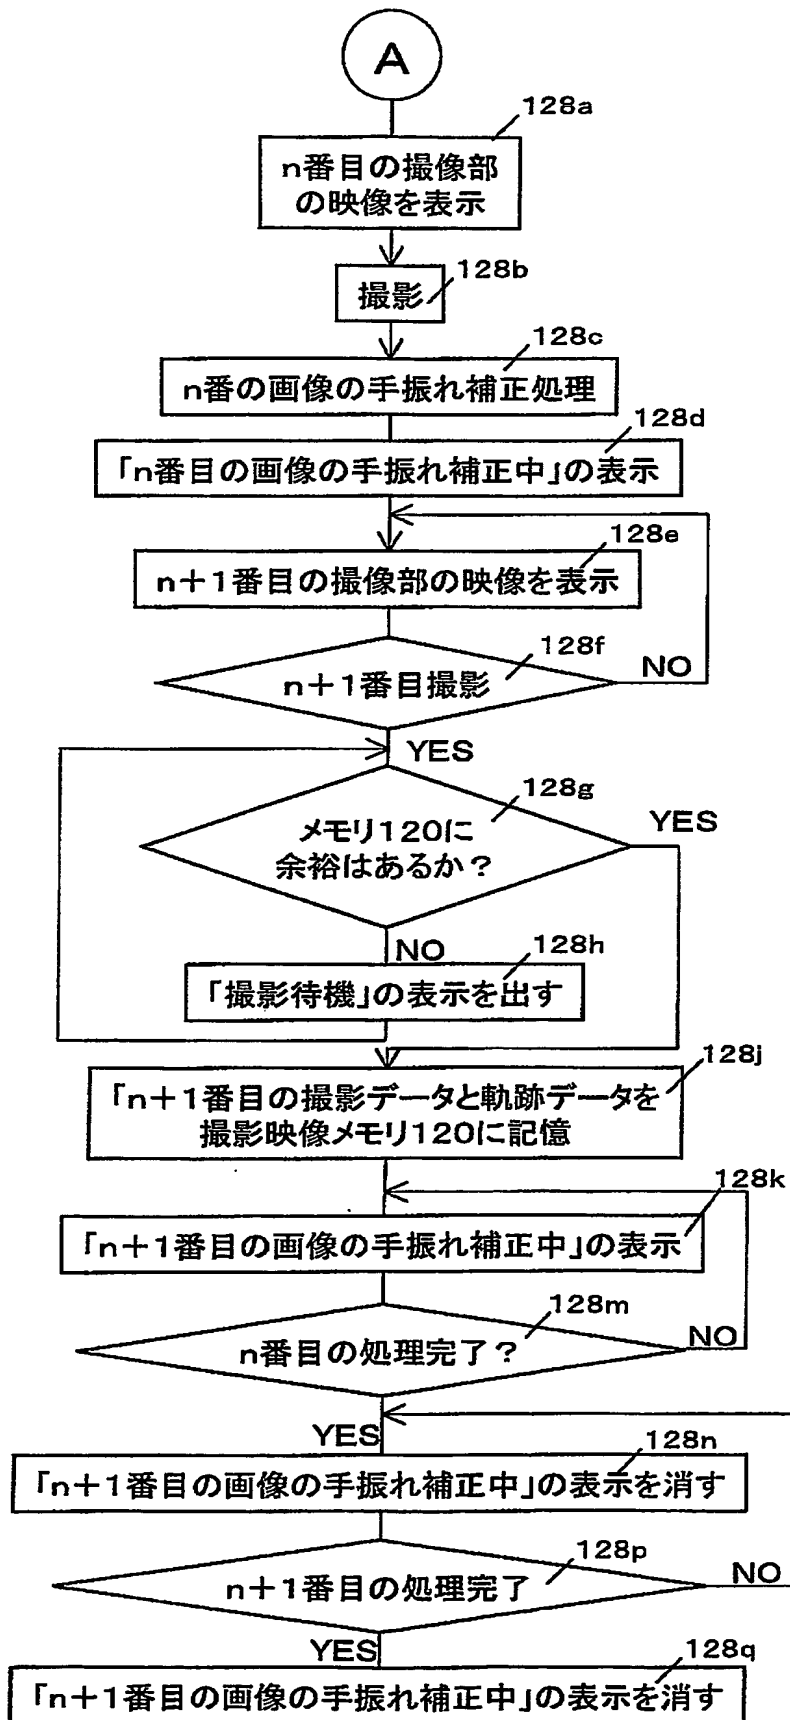 A
128a
n番目の撮像部
の映像を表示
128b
撮影
128c
n番の画像の手振れ補正処理
128d
「n番目の画像の手振れ補正中」の表示
128e
n+1番目の撮像部の映像を表示
128f
n+1番目撮影
NO
YES
128g
メモリ120に
余裕はあるか?
YES
NO
128h
「撮影待機」の表示を出す
128j
「n+1番目の撮影データと軌跡データを
撮影映像メモリ120に記憶
128k
「n+1番目の画像の手振れ補正中」の表示
128m
n番目の処理完了?
NO
YES
128n
「n+1番目の画像の手振れ補正中」の表示を消す
128p
n+1番目の処理完了
NO
YES
128q
「n+1番目の画像の手振れ補正中」の表示を消す